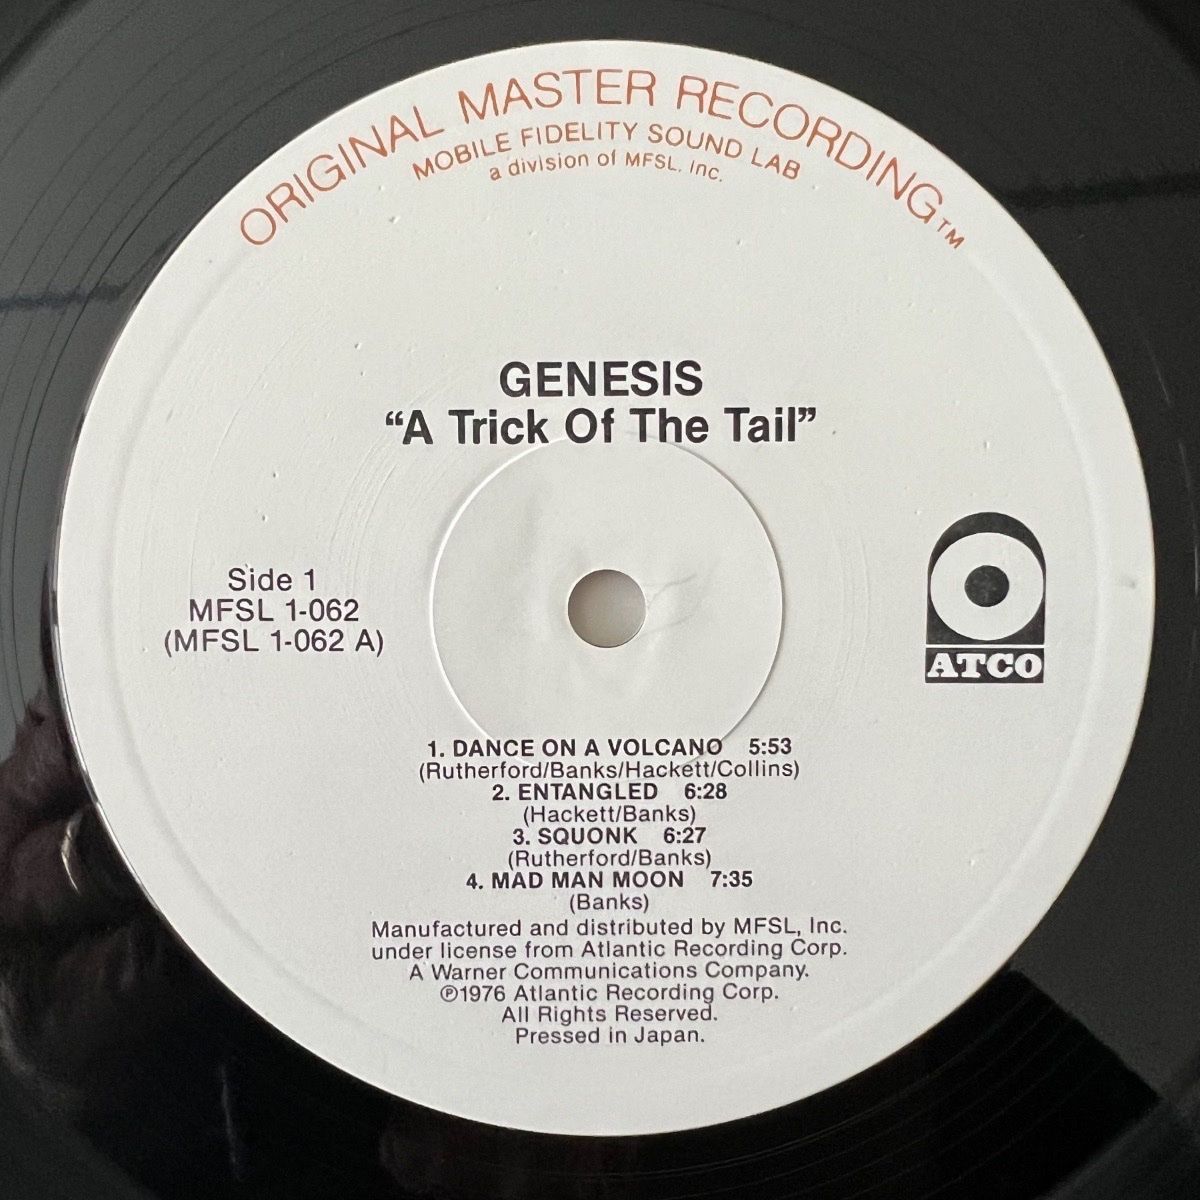 ORIGINAL MASTER RECORDING™
MOBILE FIDELITY SOUND LAB
a division of MFSL, Inc.
GENESIS
“A Trick Of The Tail”
Side 1
MFSL 1-062
(MFSL 1-062 A)
ATCO
1. DANCE ON A VOLCANO 5:53
(Rutherford/Banks/Hackett/Collins)
2. ENTANGLED 6:28
(Hackett/Banks)
3. SQUONK 6:27
(Rutherford/Banks)
4. MAD MAN MOON 7:35
(Banks)
Manufactured and distributed by MFSL, Inc.
under license from Atlantic Recording Corp.
A Warner Communications Company.
℗1976 Atlantic Recording Corp.
All Rights Reserved.
Pressed in Japan.